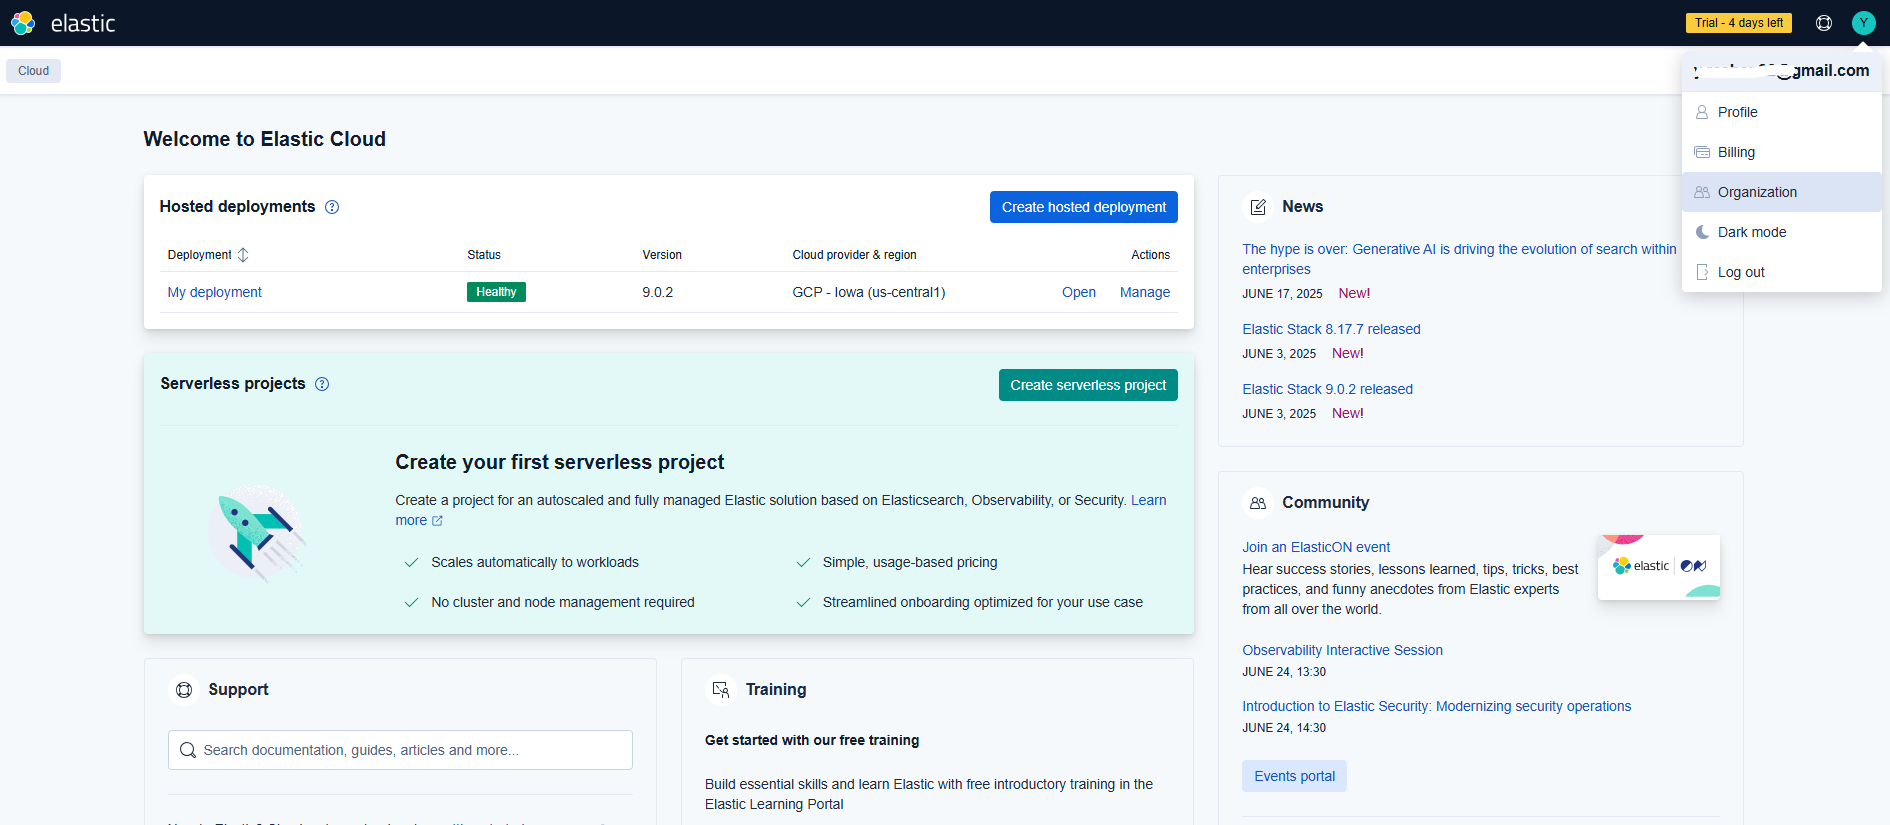 elastic
Trial - 4 days left
Y
Cloud
gmail.com
Profile
Billing
Organization
Dark mode
Log out
Welcome to Elastic Cloud
Hosted deployments
Create hosted deployment
Deployment Status Version Cloud provider & region Actions
My deployment Healthy 9.0.2 GCP - Iowa (us-central1) Open Manage
Serverless projects
Create serverless project
Create your first serverless project
Create a project for an autoscaled and fully managed Elastic solution based on Elasticsearch, Observability, or Security. Learn
more
Scales automatically to workloads
Simple, usage-based pricing
No cluster and node management required
Streamlined onboarding optimized for your use case
Support
Search documentation, guides, articles and more...
Training
Get started with our free training
Build essential skills and learn Elastic with free introductory training in the
Elastic Learning Portal
News
The hype is over: Generative AI is driving the evolution of search within
enterprises
JUNE 17, 2025 New!
Elastic Stack 8.17.7 released
JUNE 3, 2025 New!
Elastic Stack 9.0.2 released
JUNE 3, 2025 New!
Community
Join an ElasticON event
Hear success stories, lessons learned, tips, tricks, best
practices, and funny anecdotes from Elastic experts
from all over the world.
elastic ON
Observability Interactive Session
JUNE 24, 13:30
Introduction to Elastic Security: Modernizing security operations
JUNE 24, 14:30
Events portal